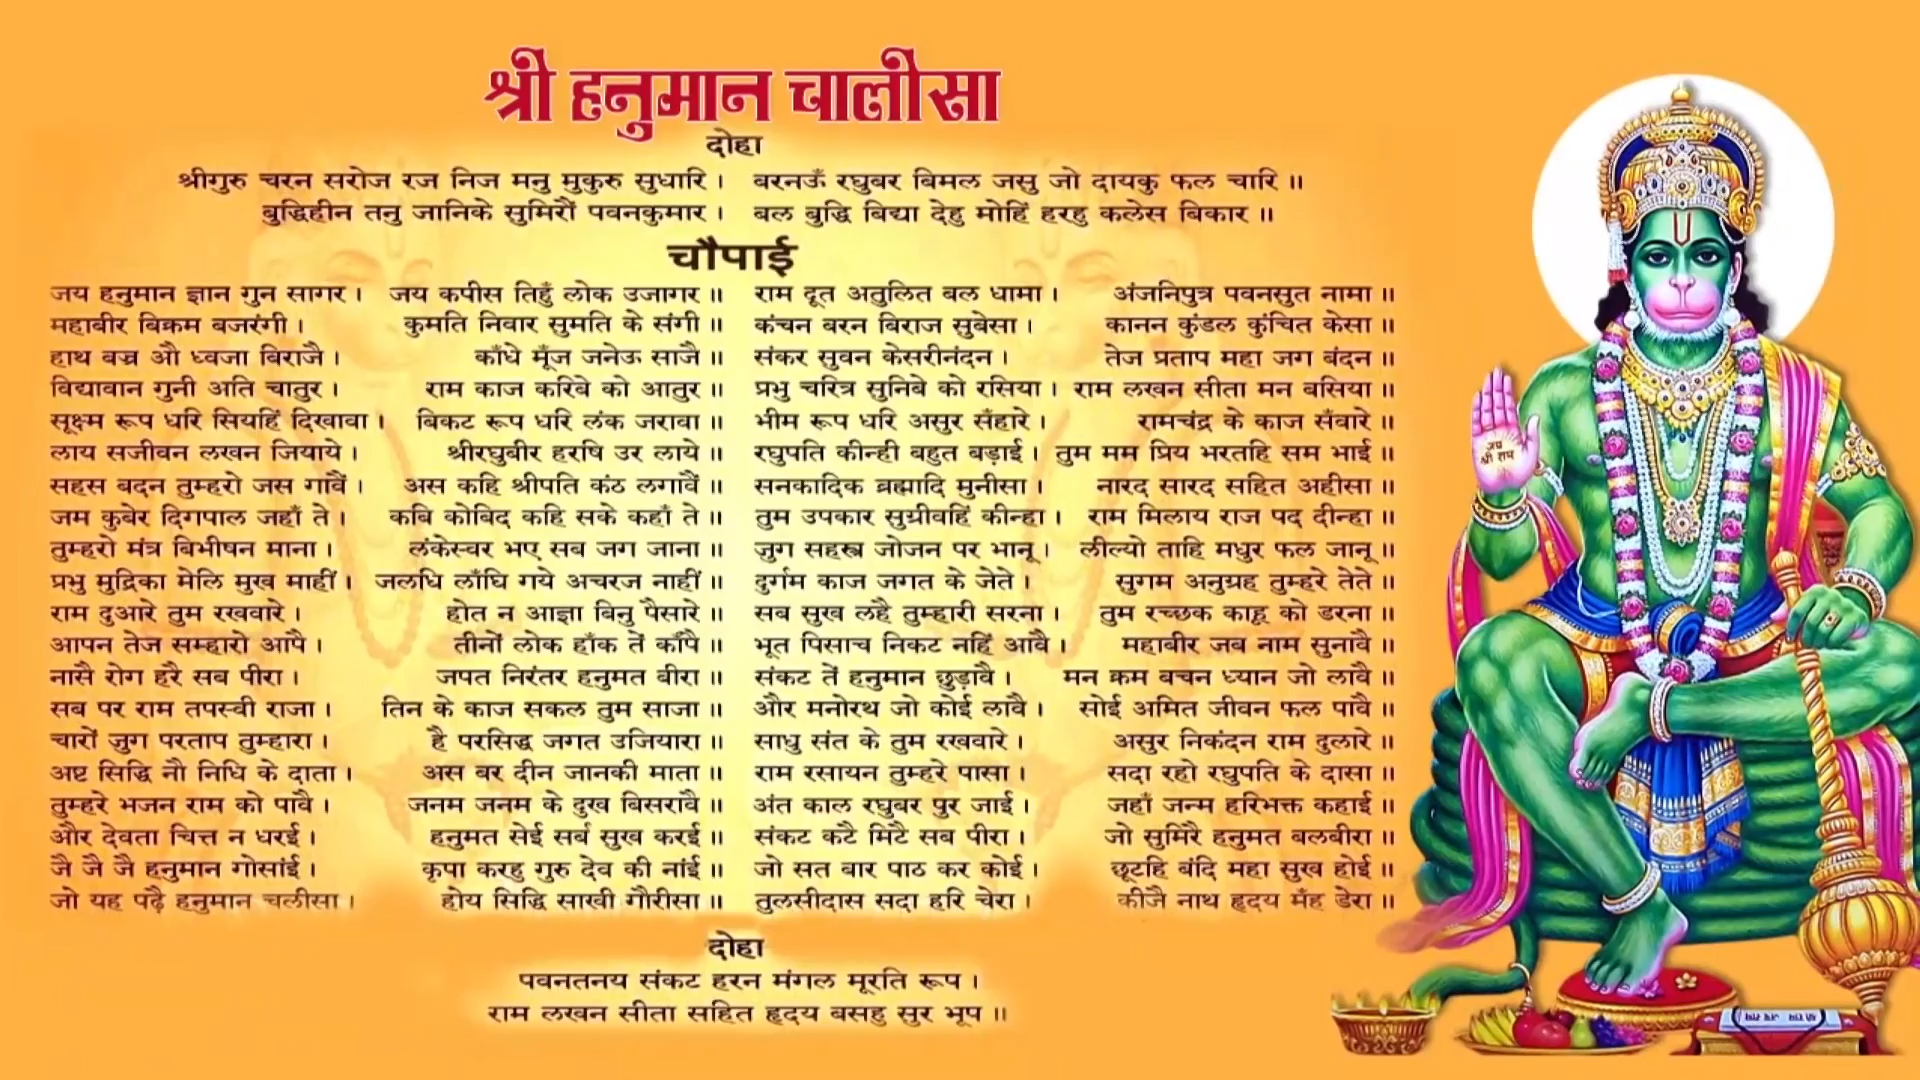 श्री हनुमान चालीसा
दोहा
श्रीगुरु चरन सरोज रज निज मनु मुकुरु सुधारि । बरनऊँ रघुबर बिमल जसु जो दायकु फल चारि ॥
बुद्धिहीन तनु जानिके सुमिरौं पवनकुमार । बल बुद्धि बिद्या देहु मोहिं हरहु कलेस बिकार ॥
चौपाई
जय हनुमान ज्ञान गुन सागर । जय कपीस तिहुँ लोक उजागर ॥ राम दूत अतुलित बल धामा । अंजनिपुत्र पवनसुत नामा ॥
महाबीर बिक्रम बजरंगी । कुमति निवार सुमति के संगी ॥ कंचन बरन बिराज सुबेसा । कानन कुंडल कुंचित केसा ॥
हाथ बज्र औ ध्वजा बिराजै । काँधे मूँज जनेऊ साजै ॥ संकर सुवन केसरीनंदन । तेज प्रताप महा जग बंदन ॥
विद्यावान गुनी अति चातुर । राम काज करिबे को आतुर ॥ प्रभु चरित्र सुनिबे को रसिया । राम लखन सीता मन बसिया ॥
सूक्ष्म रूप धरि सियहिं दिखावा । बिकट रूप धरि लंक जरावा ॥ भीम रूप धरि असुर सँहारे । रामचंद्र के काज सँवारे ॥
लाय सजीवन लखन जियाये । श्रीरघुबीर हरषि उर लाये ॥ रघुपति कीन्ही बहुत बड़ाई । तुम मम प्रिय भरतहि सम भाई ॥
सहस बदन तुम्हरो जस गावैं । अस कहि श्रीपति कंठ लगावैं ॥ सनकादिक ब्रह्मादि मुनीसा । नारद सारद सहित अहीसा ॥
जम कुबेर दिगपाल जहाँ ते । कबि कोबिद कहि सके कहाँ ते ॥ तुम उपकार सुग्रीवहिं कीन्हा । राम मिलाय राज पद दीन्हा ॥
तुम्हरो मंत्र बिभीषन माना । लंकेस्वर भए सब जग जाना ॥ जुग सहस्त्र जोजन पर भानू । लील्यो ताहि मधुर फल जानू ॥
प्रभु मुद्रिका मेलि मुख माहीं । जलधि लाँघि गये अचरज नाहीं ॥ दुर्गम काज जगत के जेते । सुगम अनुग्रह तुम्हरे तेते ॥
राम दुआरे तुम रखवारे । होत न आज्ञा बिनु पैसारे ॥ सब सुख लहै तुम्हारी सरना । तुम रच्छक काहू को डरना ॥
आपन तेज सम्हारो आपै । तीनों लोक हाँक तें काँपै ॥ भूत पिसाच निकट नहिं आवै । महाबीर जब नाम सुनावै ॥
नासै रोग हरै सब पीरा । जपत निरंतर हनुमत बीरा ॥ संकट तें हनुमान छुड़ावै । मन क्रम बचन ध्यान जो लावै ॥
सब पर राम तपस्वी राजा । तिन के काज सकल तुम साजा ॥ और मनोरथ जो कोई लावै । सोई अमित जीवन फल पावै ॥
चारों जुग परताप तुम्हारा । है परसिद्ध जगत उजियारा ॥ साधु संत के तुम रखवारे । असुर निकंदन राम दुलारे ॥
अष्ट सिद्धि नौ निधि के दाता । अस बर दीन जानकी माता ॥ राम रसायन तुम्हरे पासा । सदा रहो रघुपति के दासा ॥
तुम्हरे भजन राम को पावै । जनम जनम के दुख बिसरावै ॥ अंत काल रघुबर पुर जाई । जहाँ जन्म हरिभक्त कहाई ॥
और देवता चित्त न धरई । हनुमत सेई सर्ब सुख करई ॥ संकट कटै मिटै सब पीरा । जो सुमिरै हनुमत बलबीरा ॥
जै जै जै हनुमान गोसांई । कृपा करहु गुरु देव की नांई ॥ जो सत बार पाठ कर कोई । छूटहि बंदि महा सुख होई ॥
जो यह पढ़ै हनुमान चलीसा । होय सिद्धि साखी गौरीसा ॥ तुलसीदास सदा हरि चेरा । कीजै नाथ हृदय मँह डेरा ॥
दोहा
पवनतनय संकट हरन मंगल मूरति रूप ।
राम लखन सीता सहित हृदय बसहु सुर भूप ॥
जय
श्री राम
श्री राम जय राम